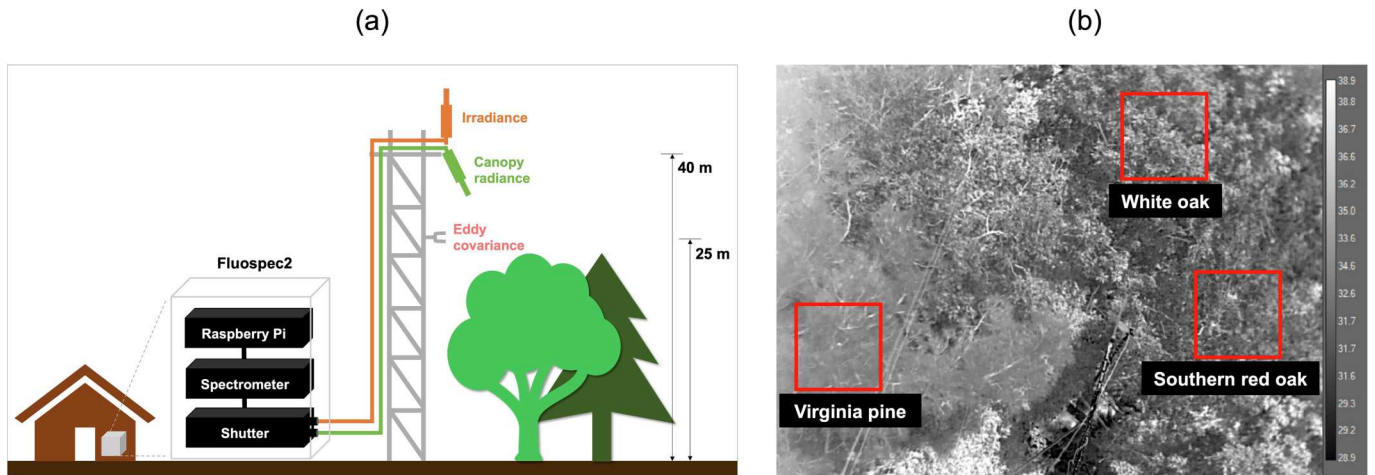 (a)
(b)
Irradiance
Canopy
radiance
40 m
Eddy
covariance
25 m
Fluospec2
Raspberry Pi
Spectrometer
Shutter
White oak
Southern red oak
Virginia pine
38.9
38.8
36.7
36.6
36.2
35.0
33.6
34.6
32.6
31.7
31.7
31.6
29.3
29.2
28.9